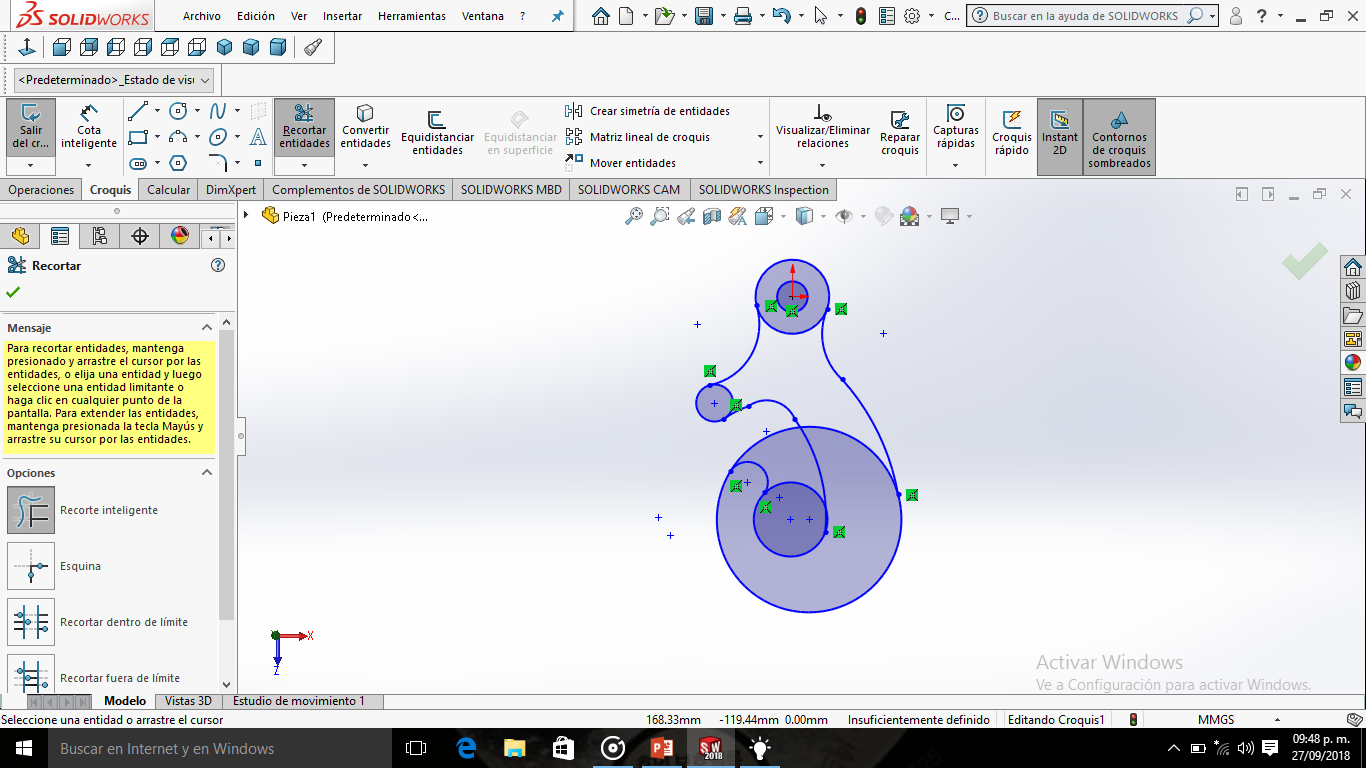 SOLIDWORKS
Archivo Edición Ver Insertar Herramientas Ventana ?
C...
Buscar en la ayuda de SOLIDWORKS
?
<Predeterminado>_Estado de visu
Salir del cr...
Cota inteligente
Recortar entidades
Convertir entidades
Equidistanciar entidades
Equidistanciar en superficie
Crear simetría de entidades
Matriz lineal de croquis
Mover entidades
Visualizar/Eliminar relaciones
Reparar croquis
Capturas rápidas
Croquis rápido
Instant 2D
Contornos de croquis sombreados
Operaciones Croquis Calcular DimXpert Complementos de SOLIDWORKS SOLIDWORKS MBD SOLIDWORKS CAM SOLIDWORKS Inspection
Pieza1 (Predeterminado<...
Recortar
?
Mensaje
Para recortar entidades, mantenga
presionado y arrastre el cursor por las
entidades, o elija una entidad y luego
seleccione una entidad limitante o
haga clic en cualquier punto de la
pantalla. Para extender las entidades,
mantenga presionada la tecla Mayús y
arrastre su cursor por las entidades.
Opciones
Recorte inteligente
Esquina
Recortar dentro de límite
Recortar fuera de límite
X
Z
Activar Windows
Ve a Configuración para activar Windows.
Modelo Vistas 3D Estudio de movimiento 1
Seleccione una entidad o arrastre el cursor
168.33mm -119.44mm 0.00mm Insuficientemente definido Editando Croquis1 MMGS
Buscar en Internet y en Windows
SW
2018
09:48 p. m.
27/09/2018